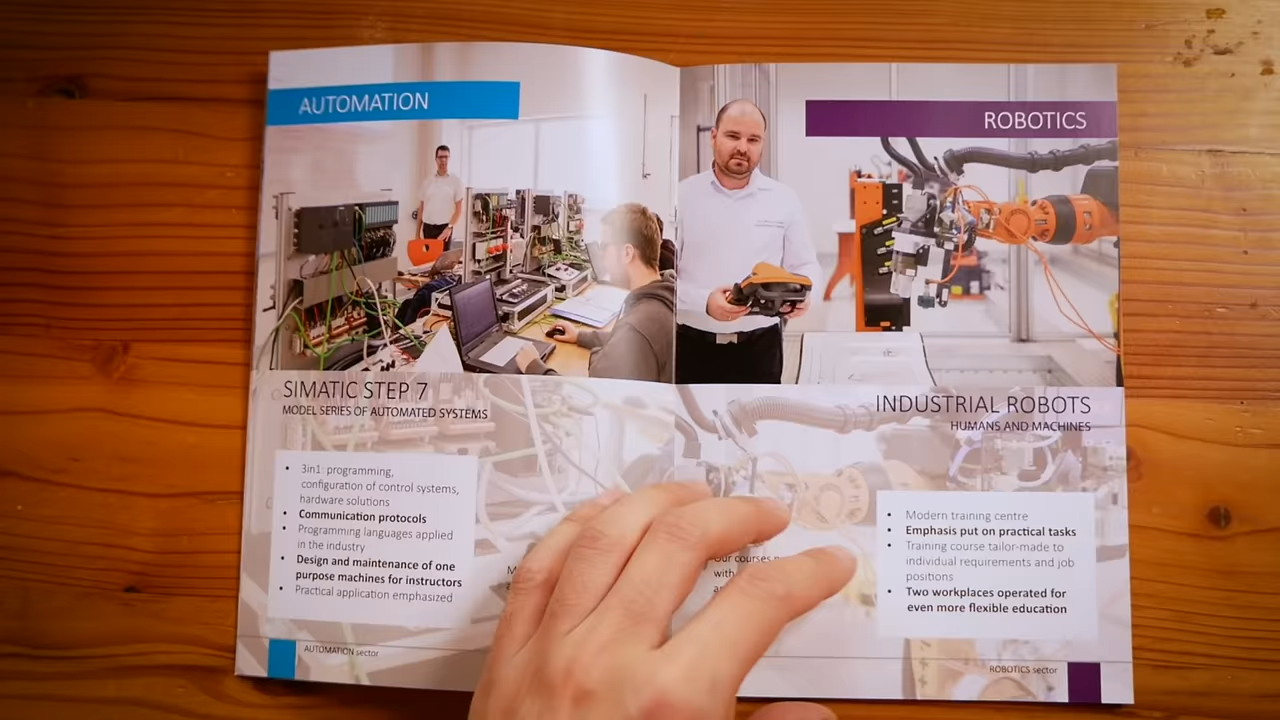 AUTOMATION
SIMATIC STEP 7
MODEL SERIES OF AUTOMATED SYSTEMS
• 3in1: programming,
configuration of control systems,
hardware solutions
• Communication protocols
• Programming languages applied
in the industry
• Design and maintenance of one
purpose machines for instructors
• Practical application emphasized
AUTOMATION sector
ROBOTICS
INDUSTRIAL ROBOTS
HUMANS AND MACHINES
Our courses
with
• Modern training centre
• Emphasis put on practical tasks
• Training course tailor-made to
individual requirements and job
positions
• Two workplaces operated for
even more flexible education
ROBOTICS sector